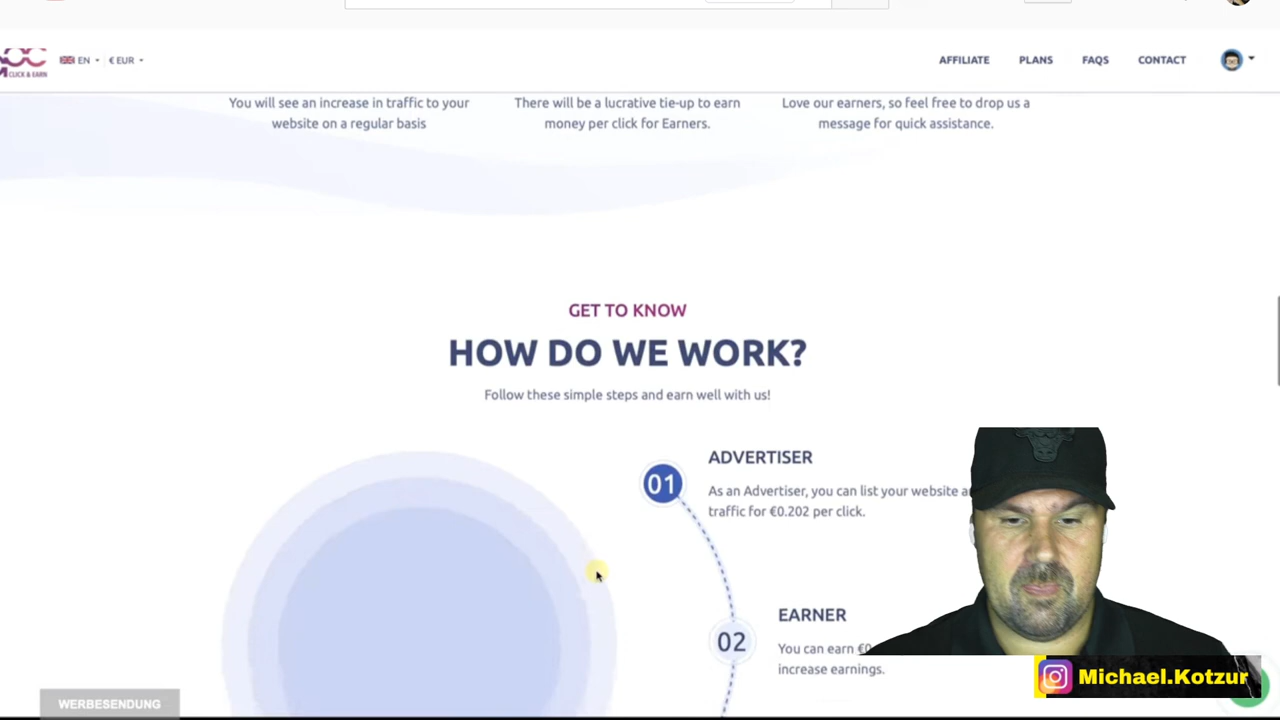 CLICK & EARN
EN
€ EUR
AFFILIATE
PLANS
FAQS
CONTACT
You will see an increase in traffic to your
website on a regular basis
There will be a lucrative tie-up to earn
money per click for Earners.
Love our earners, so feel free to drop us a
message for quick assistance.
GET TO KNOW
HOW DO WE WORK?
Follow these simple steps and earn well with us!
01
ADVERTISER
As an Advertiser, you can list your website
traffic for €0.202 per click.
02
EARNER
You can earn
increase earnings.
Michael.Kotzur
WERBESENDUNG